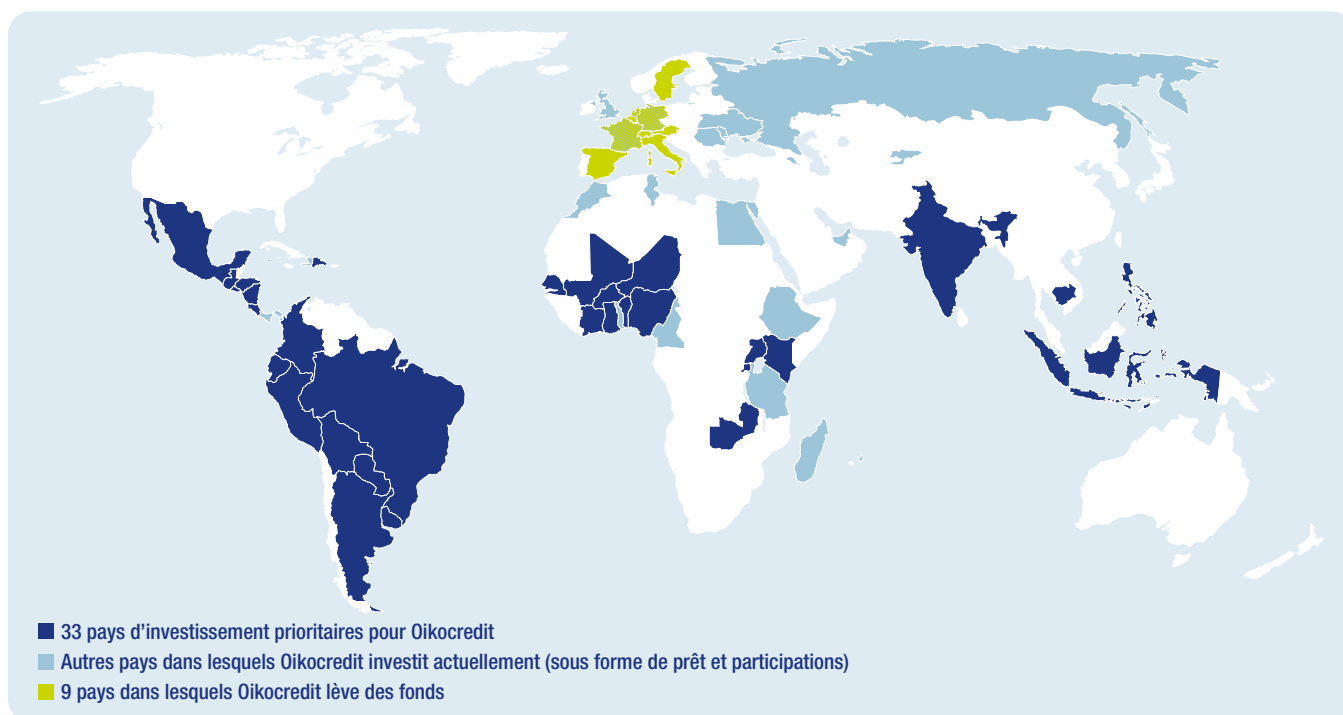 33 pays d’investissement prioritaires pour Oikocredit
Autres pays dans lesquels Oikocredit investit actuellement (sous forme de prêt et participations)
9 pays dans lesquels Oikocredit lève des fonds